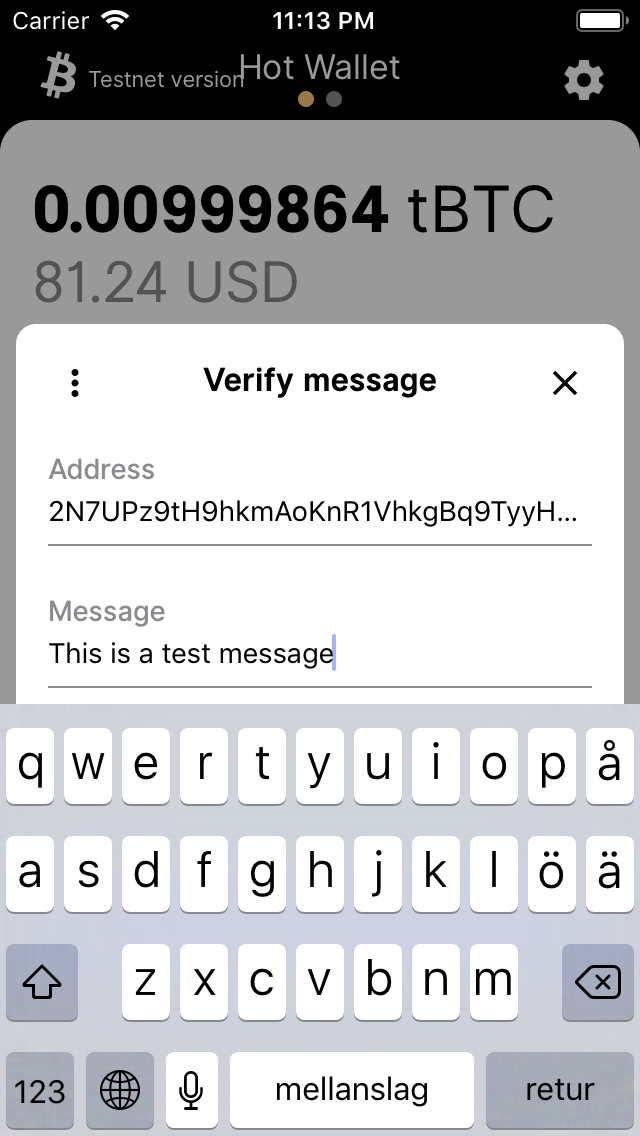 Carrier 11:13 PM
Testnet version Hot Wallet
0.00999864 tBTC
81.24 USD
Verify message
Address
2N7UPz9tH9hkmAoKnR1VhkgBq9TyyH...
Message
This is a test message
q w e r t y u i o p å
a s d f g h j k l ö ä
z x c v b n m
123 mellanslag retur